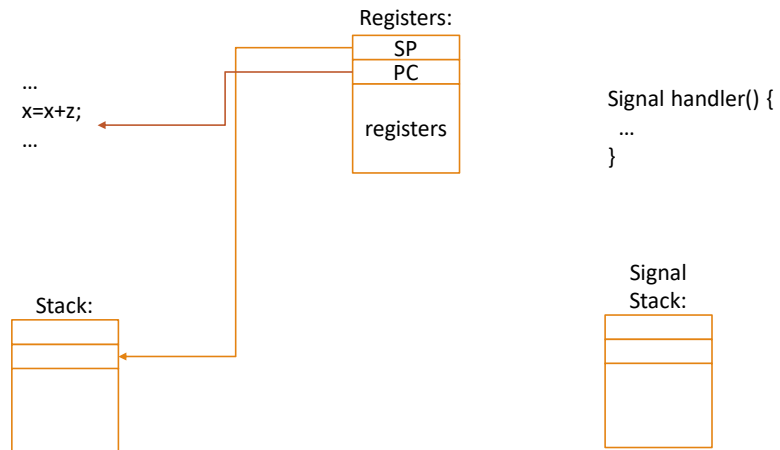 Registers:
SP
PC
registers
...
x=x+z;
...
Signal handler() {
...
}
Stack:
Signal
Stack: